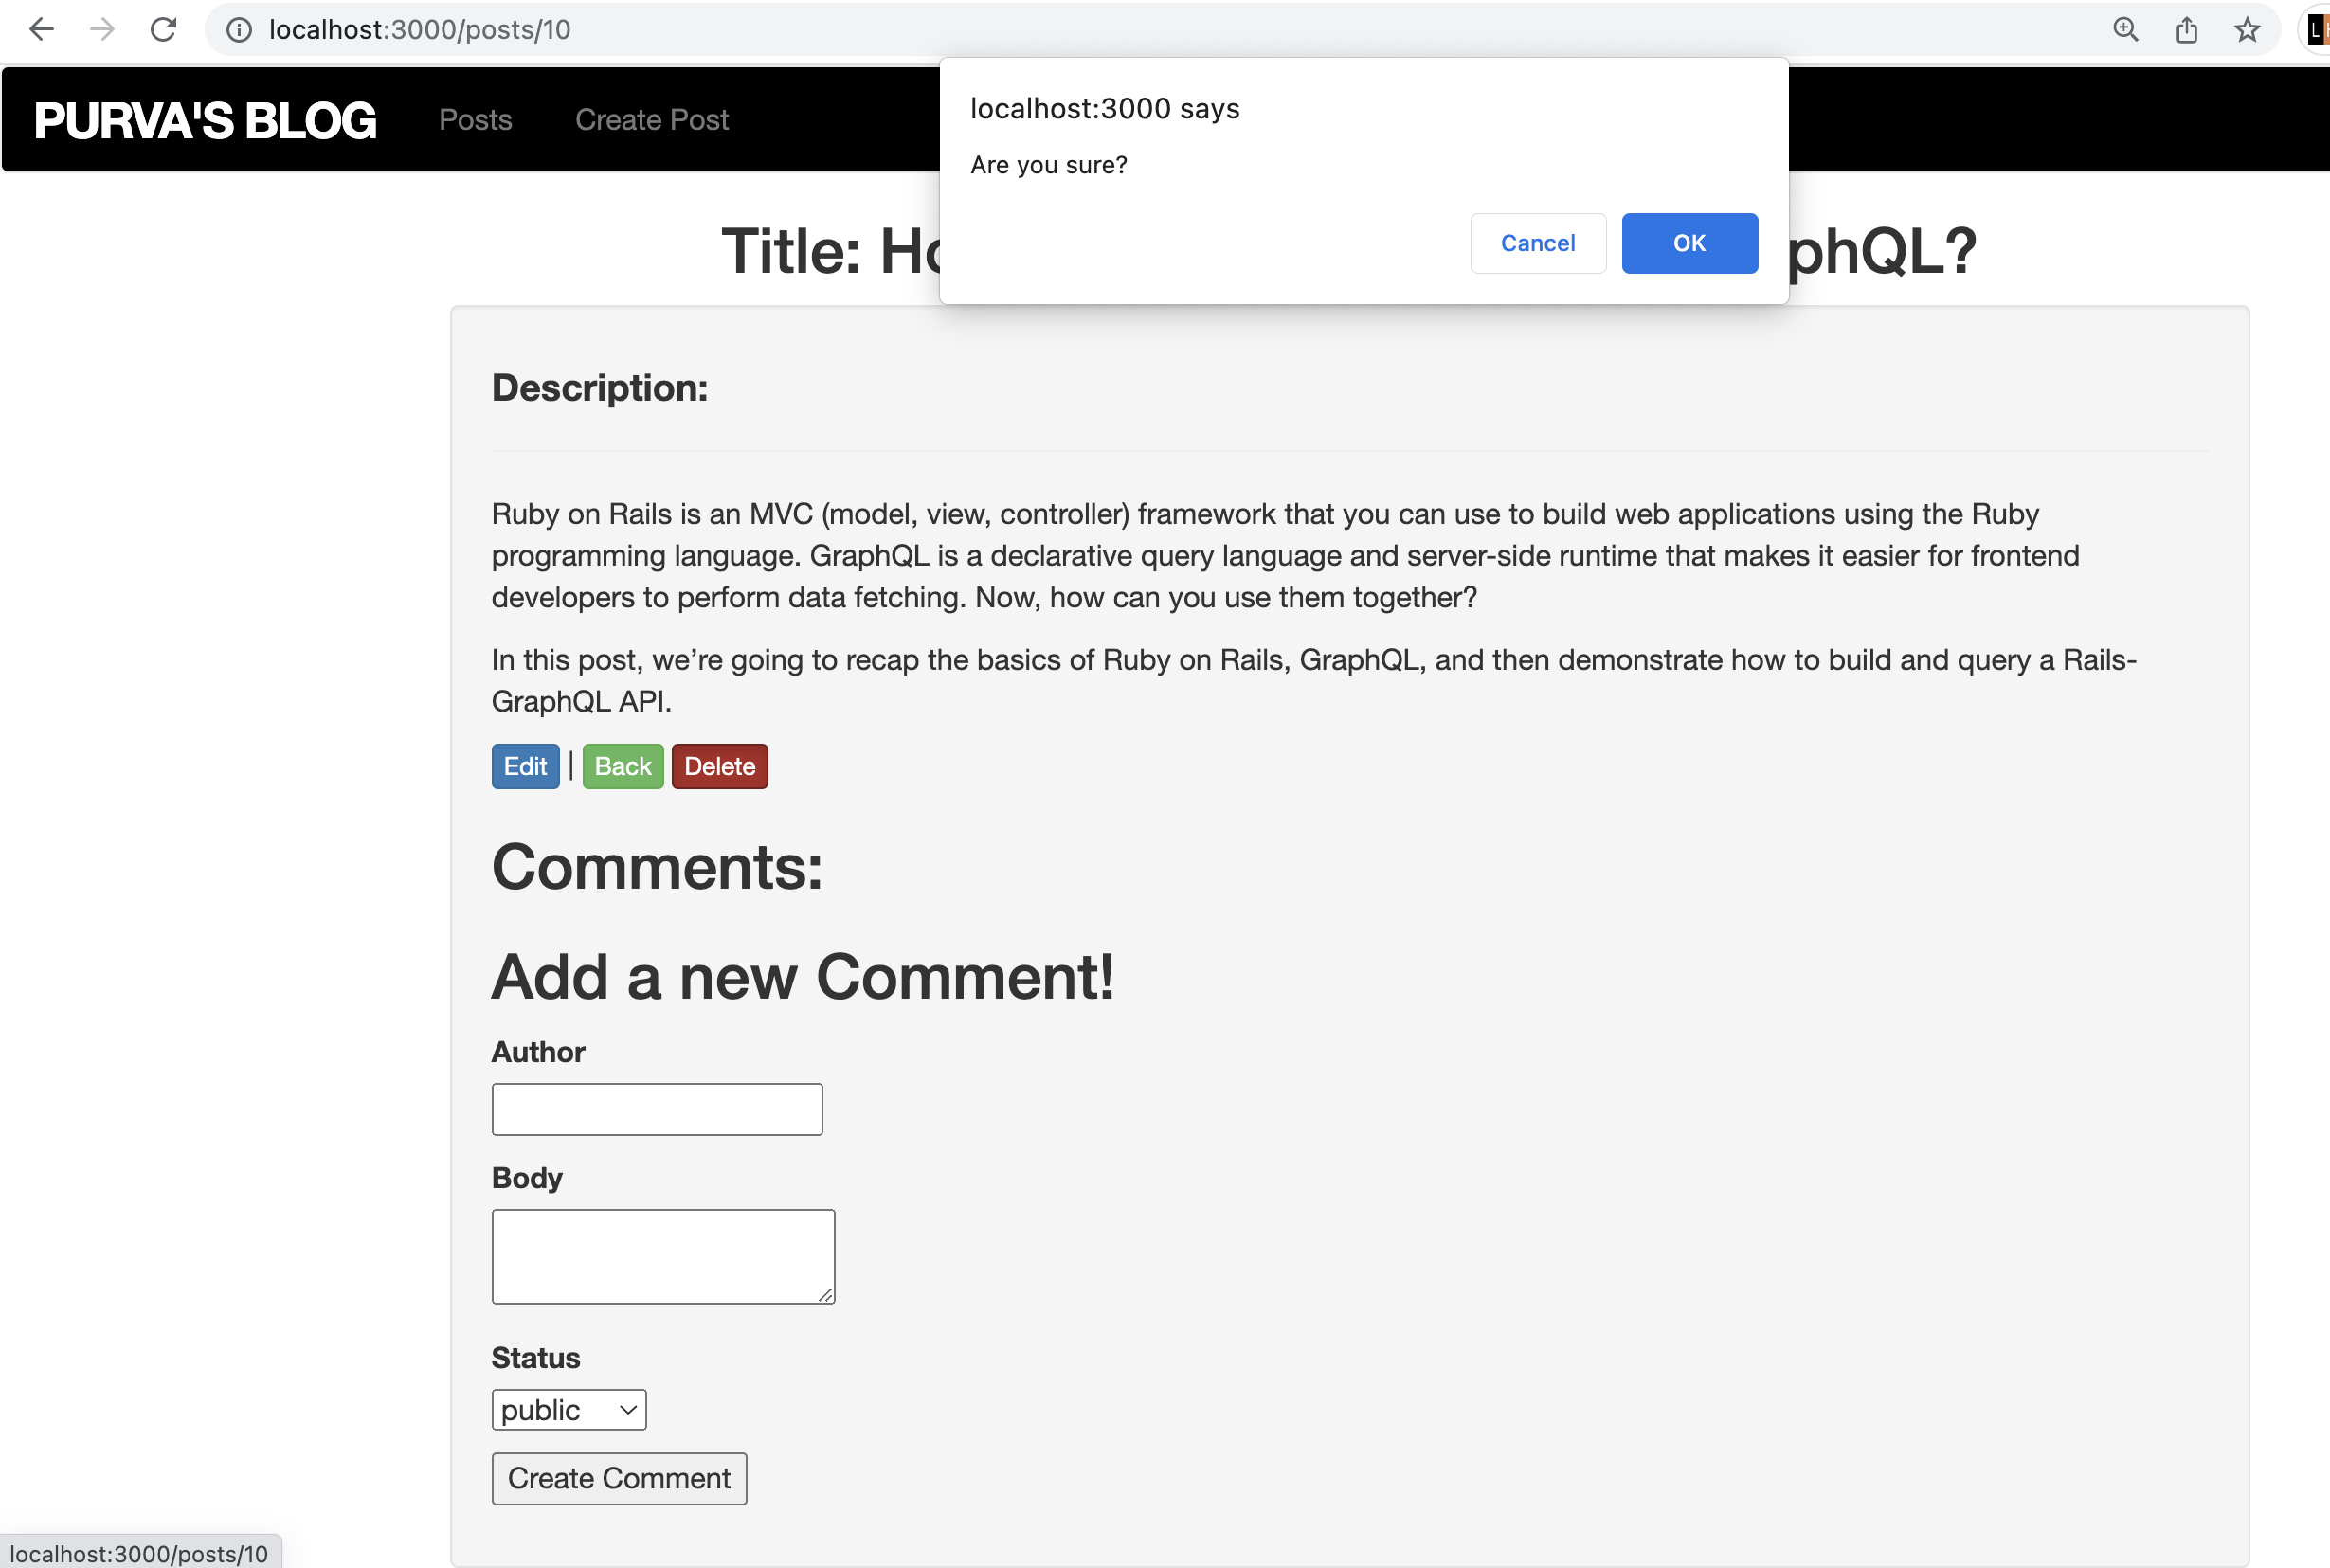 localhost:3000/posts/10
PURVA'S BLOG Posts Create Post
localhost:3000 says
Are you sure?
Cancel OK
Title:
Description:
Ruby on Rails is an MVC (model, view, controller) framework that you can use to build web applications using the Ruby
programming language. GraphQL is a declarative query language and server-side runtime that makes it easier for frontend
developers to perform data fetching. Now, how can you use them together?
In this post, we’re going to recap the basics of Ruby on Rails, GraphQL, and then demonstrate how to build and query a Rails-
GraphQL API.
Edit | Back Delete
Comments:
Add a new Comment!
Author
Body
Status
public
Create Comment
localhost:3000/posts/10